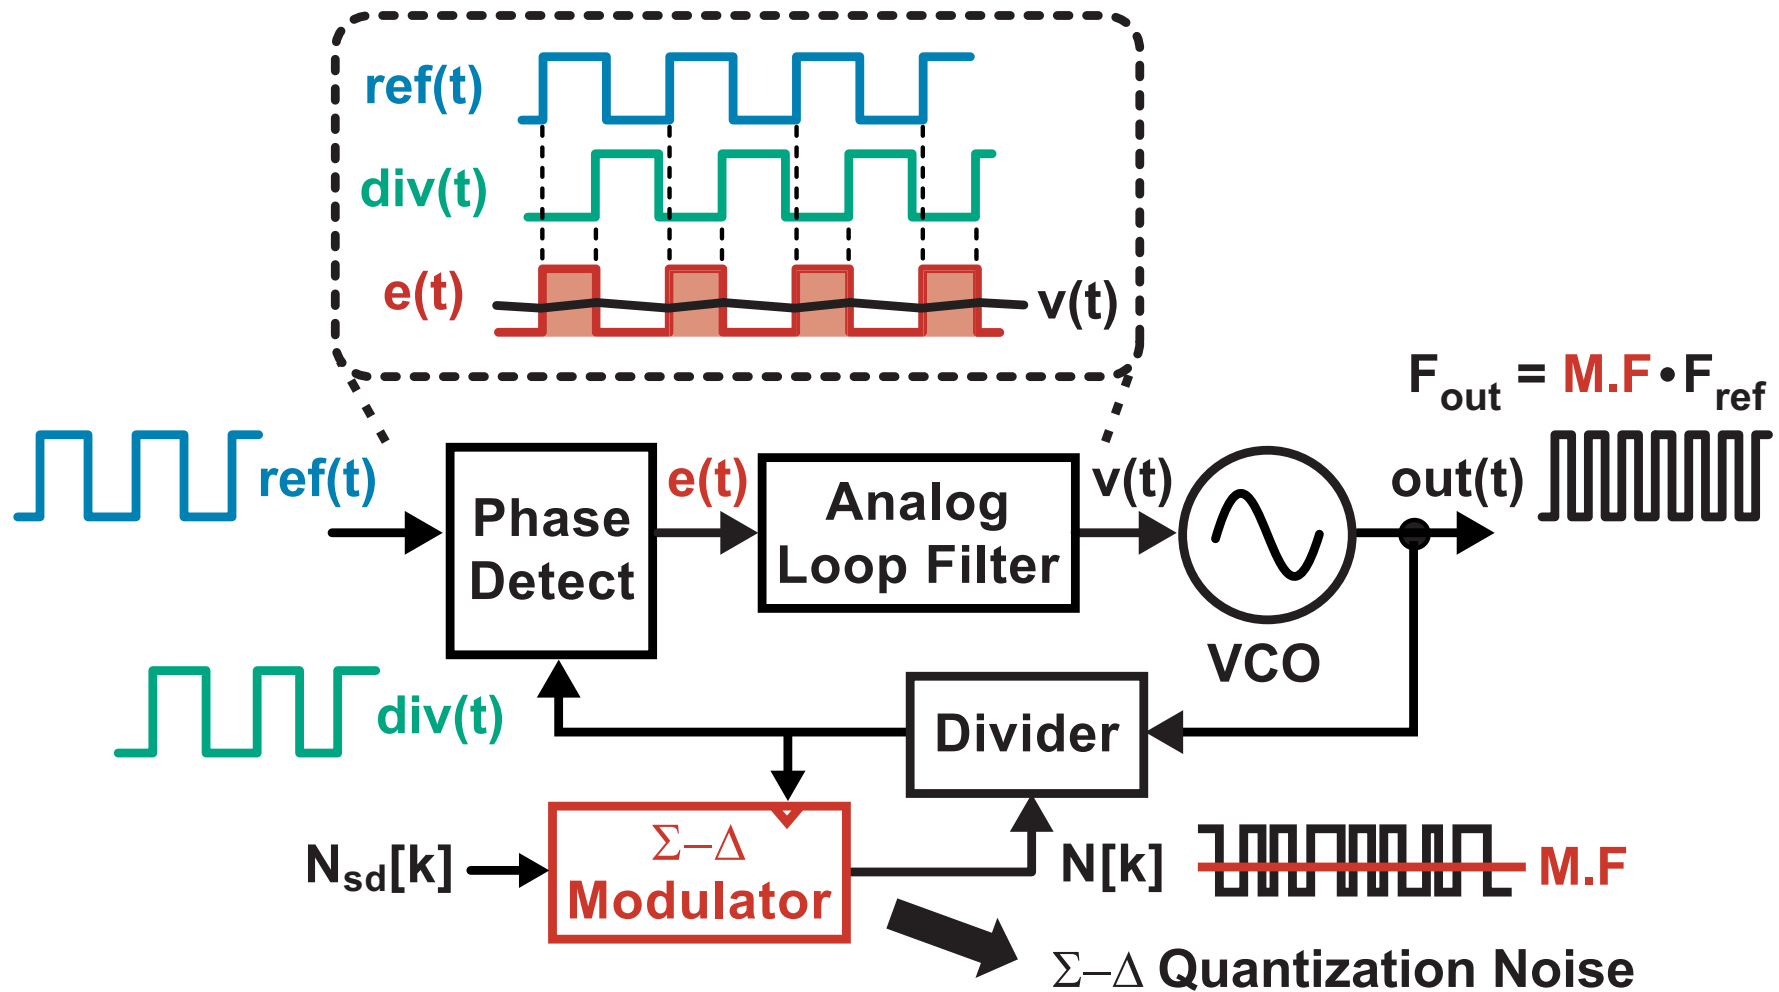 ref(t)
div(t)
e(t)
v(t)
F_out = M.F • F_ref
ref(t)
Phase
Detect
e(t)
Analog
Loop Filter
v(t)
out(t)
VCO
div(t)
Divider
N_sd[k]
Σ–Δ
Modulator
N[k]
M.F
Σ–Δ Quantization Noise